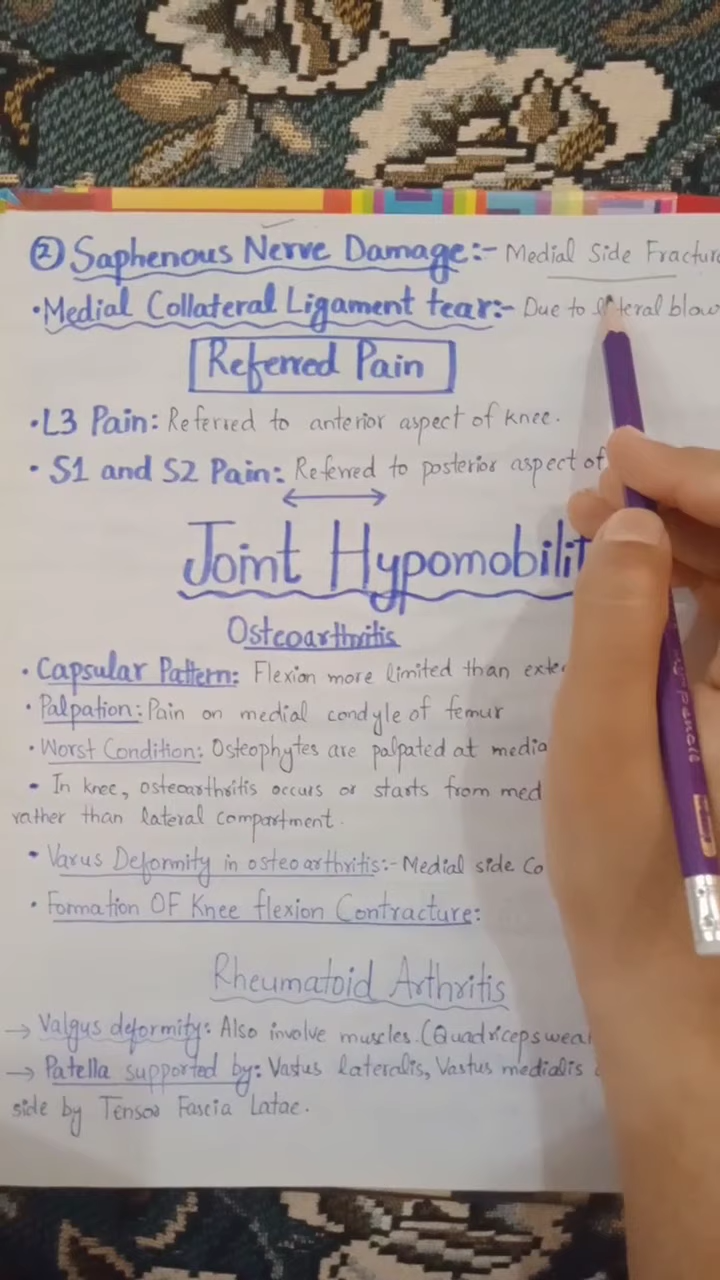 ② Saphenous Nerve Damage:- Medial Side Fracture
• Medial Collateral Ligament tear:- Due to lateral blow
Referred Pain
• L3 Pain: Referred to anterior aspect of knee.
• S1 and S2 Pain: Referred to posterior aspect of
Joint Hypomobilit
Osteoarthritis
• Capsular Pattern: Flexion more limited than exte
• Palpation: Pain on medial condyle of femur
• Worst Condition: Osteophytes are palpated at media
• In knee, osteoarthritis occurs or starts from med
rather than lateral compartment.
• Varus Deformity in osteoarthritis:- Medial side Co
• Formation OF Knee flexion Contracture:
Rheumatoid Arthritis
→ Valgus deformity: Also involve muscles. (Quadriceps wea
→ Patella supported by: Vastus lateralis, Vastus medialis
side by Tensor Fascia Latae.